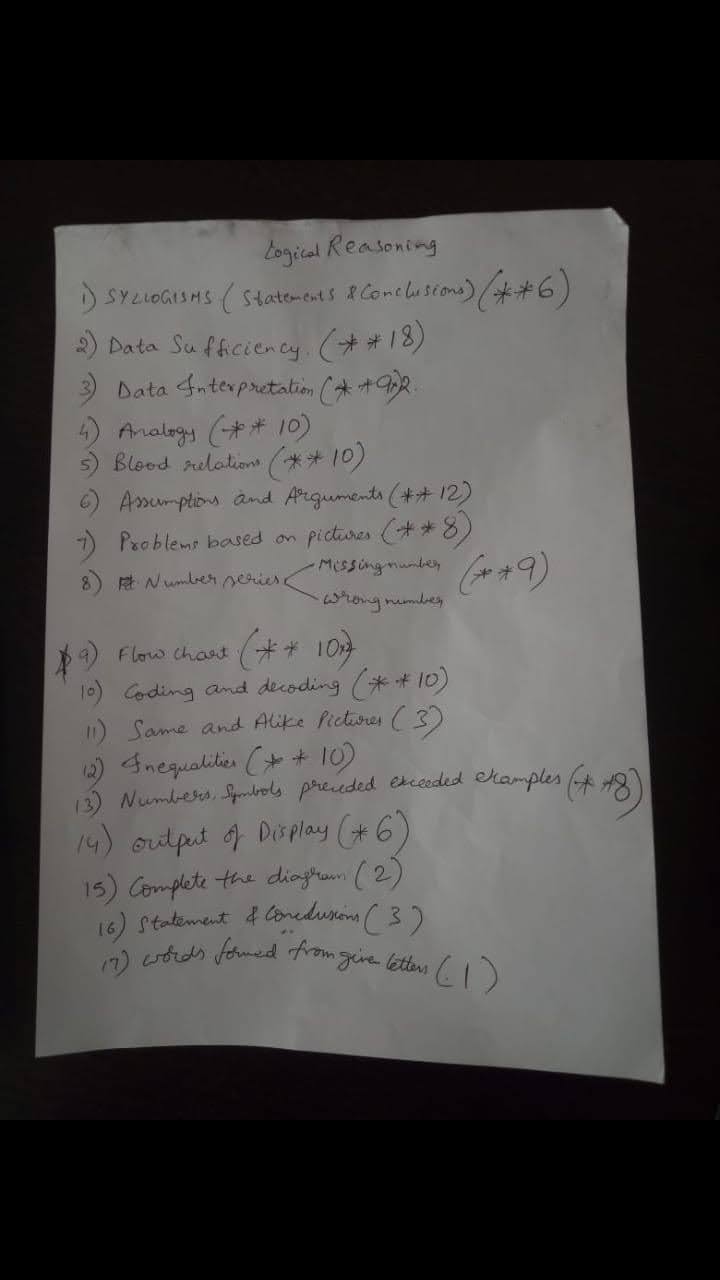 Logical Reasoning
1) SYLLOGISMS ( Statements & Conclusions) (**6)
2) Data Sufficiency. (**18)
3) Data Interpretation (**9x2.
4) Analogy (** 10)
5) Blood relations (**10)
6) Assumptions and Arguments (**12)
7) Problems based on pictures (**8)
8) Number series Missing number (**9)
wrong number
9) Flow chart (** 10x2)
10) Coding and decoding (**10)
11) Same and Alike Pictures (3)
12) Inequalities (** 10)
13) Numbers, Symbols preceded exceeded examples (**8)
14) output of Display (*6)
15) Complete the diagram (2)
16) Statement & Conclusions (3)
17) words formed from given letters (.1)